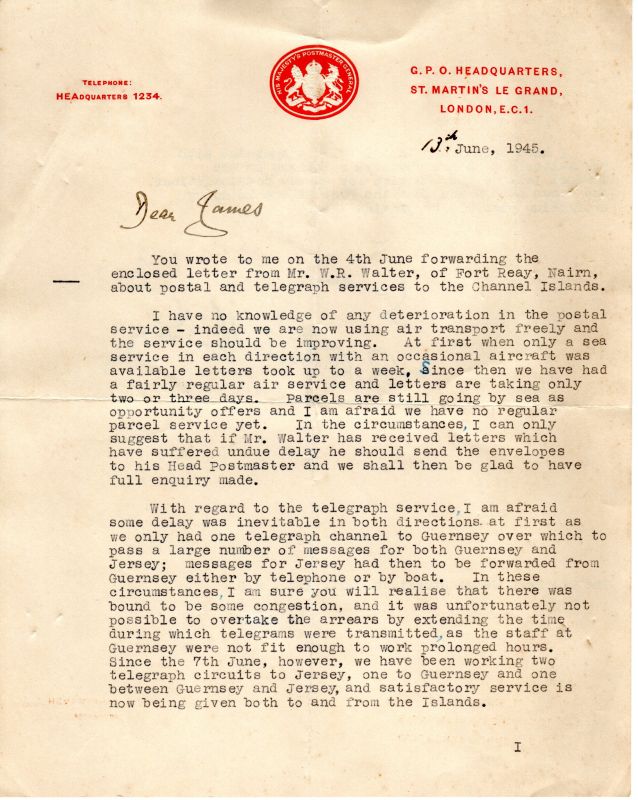 HIS MAJESTY'S POSTMASTER GENERAL
TELEPHONE:
HEADQUARTERS 1234.
G.P.O. HEADQUARTERS,
ST. MARTIN'S LE GRAND,
LONDON, E.C.1.
13th June, 1945.
Dear James
You wrote to me on the 4th June forwarding the
enclosed letter from Mr. W.R. Walter, of Fort Reay, Nairn,
about postal and telegraph services to the Channel Islands.
I have no knowledge of any deterioration in the postal
service - indeed we are now using air transport freely and
the service should be improving. At first when only a sea
service in each direction with an occasional aircraft was
available letters took up to a week. Since then we have had
a fairly regular air service and letters are taking only
two or three days. Parcels are still going by sea as
opportunity offers and I am afraid we have no regular
parcel service yet. In the circumstances, I can only
suggest that if Mr. Walter has received letters which
have suffered undue delay he should send the envelopes
to his Head Postmaster and we shall then be glad to have
full enquiry made.
With regard to the telegraph service, I am afraid
some delay was inevitable in both directions at first as
we only had one telegraph channel to Guernsey over which to
pass a large number of messages for both Guernsey and
Jersey; messages for Jersey had then to be forwarded from
Guernsey either by telephone or by boat. In these
circumstances, I am sure you will realise that there was
bound to be some congestion, and it was unfortunately not
possible to overtake the arrears by extending the time
during which telegrams were transmitted, as the staff at
Guernsey were not fit enough to work prolonged hours.
Since the 7th June, however, we have been working two
telegraph circuits to Jersey, one to Guernsey and one
between Guernsey and Jersey, and satisfactory service is
now being given both to and from the Islands.
I